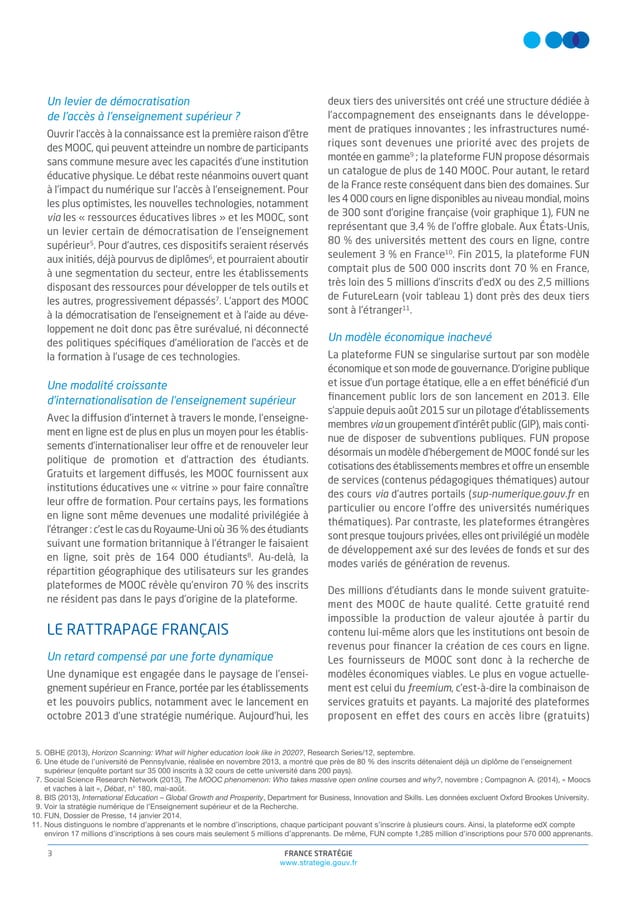 Un levier de démocratisation
de l'accès à l'enseignement supérieur ?
Ouvrir l'accès à la connaissance est la première raison d'être
des MOOC, qui peuvent atteindre un nombre de participants
sans commune mesure avec les capacités d'une institution
éducative physique. Le débat reste néanmoins ouvert quant
à l'impact du numérique sur l'accès à l'enseignement. Pour
les plus optimistes, les nouvelles technologies, notamment
via les « ressources éducatives libres » et les MOOC, sont
un levier certain de démocratisation de l'enseignement
supérieur⁵. Pour d'autres, ces dispositifs seraient réservés
aux initiés, déjà pourvus de diplômes⁶, et pourraient aboutir
à une segmentation du secteur, entre les établissements
disposant des ressources pour développer de tels outils et
les autres, progressivement dépassés⁷. L'apport des MOOC
à la démocratisation de l'enseignement et à l'aide au déve-
loppement ne doit donc pas être surévalué, ni déconnecté
des politiques spécifiques d'amélioration de l'accès et de
la formation à l'usage de ces technologies.
Une modalité croissante
d'internationalisation de l'enseignement supérieur
Avec la diffusion d'internet à travers le monde, l'enseigne-
ment en ligne est de plus en plus un moyen pour les établis-
sements d'internationaliser leur offre et de renouveler leur
politique de promotion et d'attraction des étudiants.
Gratuits et largement diffusés, les MOOC fournissent aux
institutions éducatives une « vitrine » pour faire connaître
leur offre de formation. Pour certains pays, les formations
en ligne sont même devenues une modalité privilégiée à
l'étranger : c'est le cas du Royaume-Uni où 36 % des étudiants
suivant une formation britannique à l'étranger le faisaient
en ligne, soit près de 164 000 étudiants⁸. Au-delà, la
répartition géographique des utilisateurs sur les grandes
plateformes de MOOC révèle qu'environ 70 % des inscrits
ne résident pas dans le pays d'origine de la plateforme.
LE RATTRAPAGE FRANÇAIS
Un retard compensé par une forte dynamique
Une dynamique est engagée dans le paysage de l'ensei-
gnement supérieur en France, portée par les établissements
et les pouvoirs publics, notamment avec le lancement en
octobre 2013 d'une stratégie numérique. Aujourd'hui, les
deux tiers des universités ont créé une structure dédiée à
l'accompagnement des enseignants dans le développe-
ment de pratiques innovantes ; les infrastructures numé-
riques sont devenues une priorité avec des projets de
montée en gamme⁹ ; la plateforme FUN propose désormais
un catalogue de plus de 140 MOOC. Pour autant, le retard
de la France reste conséquent dans bien des domaines. Sur
les 4 000 cours en ligne disponibles au niveau mondial, moins
de 300 sont d'origine française (voir graphique 1), FUN ne
représentant que 3,4 % de l'offre globale. Aux États-Unis,
80 % des universités mettent des cours en ligne, contre
seulement 3 % en France¹⁰. Fin 2015, la plateforme FUN
comptait plus de 500 000 inscrits dont 70 % en France,
très loin des 5 millions d'inscrits d'edX ou des 2,5 millions
de FutureLearn (voir tableau 1) dont près des deux tiers
sont à l'étranger¹¹.
Un modèle économique inachevé
La plateforme FUN se singularise surtout par son modèle
économique et son mode de gouvernance. D'origine publique
et issue d'un portage étatique, elle a en effet bénéficié d'un
financement public lors de son lancement en 2013. Elle
s'appuie depuis août 2015 sur un pilotage d'établissements
membres via un groupement d'intérêt public (GIP), mais conti-
nue de disposer de subventions publiques. FUN propose
désormais un modèle d'hébergement de MOOC fondé sur les
cotisations des établissements membres et offre un ensemble
de services (contenus pédagogiques thématiques) autour
des cours via d'autres portails (sup-numerique.gouv.fr en
particulier ou encore l'offre des universités numériques
thématiques). Par contraste, les plateformes étrangères
sont presque toujours privées, elles ont privilégié un modèle
de développement axé sur des levées de fonds et sur des
modes variés de génération de revenus.
Des millions d'étudiants dans le monde suivent gratuite-
ment des MOOC de haute qualité. Cette gratuité rend
impossible la production de valeur ajoutée à partir du
contenu lui-même alors que les institutions ont besoin de
revenus pour financer la création de ces cours en ligne.
Les fournisseurs de MOOC sont donc à la recherche de
modèles économiques viables. Le plus en vogue actuelle-
ment est celui du freemium, c'est-à-dire la combinaison de
services gratuits et payants. La majorité des plateformes
proposent en effet des cours en accès libre (gratuits)
5. OBHE (2013), Horizon Scanning: What will higher education look like in 2020?, Research Series/12, septembre.
6. Une étude de l'université de Pennsylvanie, réalisée en novembre 2013, a montré que près de 80 % des inscrits détenaient déjà un diplôme de l'enseignement
supérieur (enquête portant sur 35 000 inscrits à 32 cours de cette université dans 200 pays).
7. Social Science Research Network (2013), The MOOC phenomenon: Who takes massive open online courses and why?, novembre ; Compagnon A. (2014), « Moocs
et vaches à lait », Débat, n° 180, mai-août.
8. BIS (2013), International Education – Global Growth and Prosperity, Department for Business, Innovation and Skills. Les données excluent Oxford Brookes University.
9. Voir la stratégie numérique de l'Enseignement supérieur et de la Recherche.
10. FUN, Dossier de Presse, 14 janvier 2014.
11. Nous distinguons le nombre d'apprenants et le nombre d'inscriptions, chaque participant pouvant s'inscrire à plusieurs cours. Ainsi, la plateforme edX compte
environ 17 millions d'inscriptions à ses cours mais seulement 5 millions d'apprenants. De même, FUN compte 1,285 million d'inscriptions pour 570 000 apprenants.
3
FRANCE STRATÉGIE
www.strategie.gouv.fr